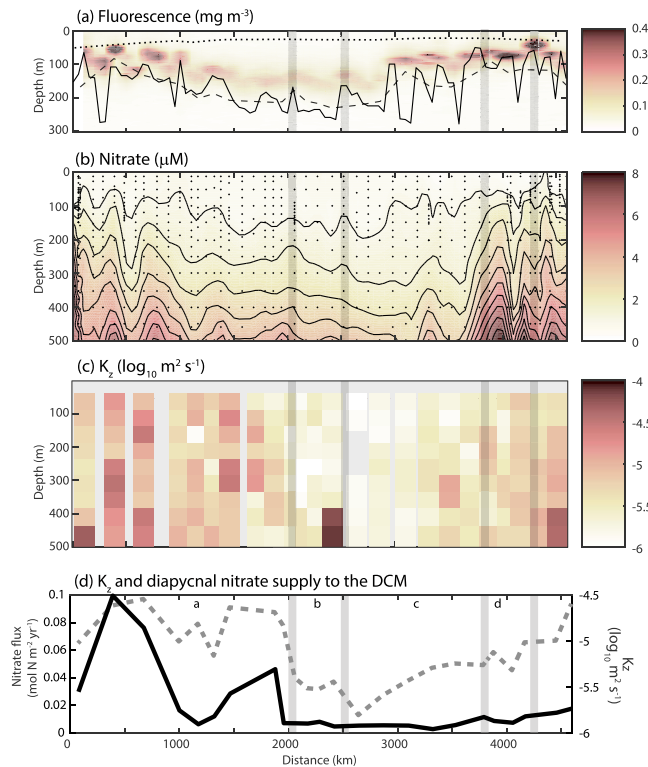 (a) Fluorescence (mg m-3)
0
100
200
300
Depth (m)
0.4
0.3
0.2
0.1
0
(b) Nitrate (μM)
0
100
200
300
400
500
Depth (m)
8
6
4
2
0
(c) Kz (log10 m2 s-1)
100
200
300
400
500
Depth (m)
-4
-4.5
-5
-5.5
-6
(d) Kz and diapycnal nitrate supply to the DCM
0.1
0.08
0.06
0.04
0.02
0
Nitrate flux
(mol N m-2 yr-1)
a
b
c
d
-4.5
-5
-5.5
-6
Kz
(log10 m2 s-1)
0
1000
2000
3000
4000
Distance (km)